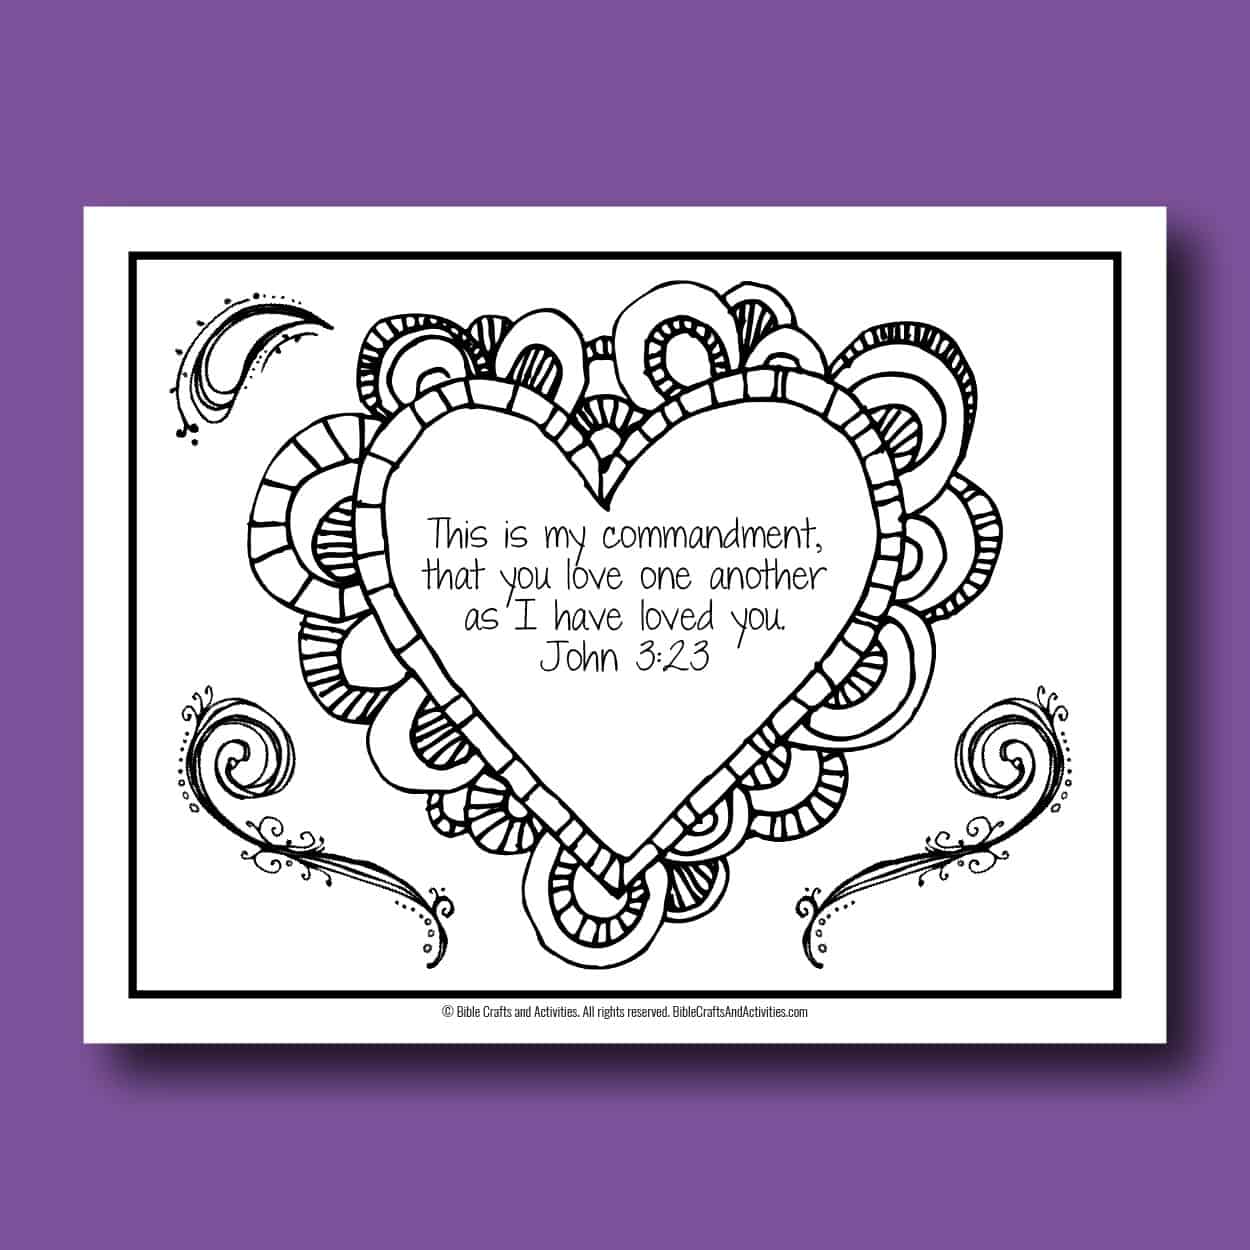 This is my commandment,
that you love one another
as I have loved you.
John 3:23
© Bible Crafts and Activities. All rights reserved. BibleCraftsAndActivities.com